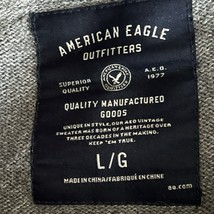 AMERICAN EAGLE
OUTFITTERS
SUPERIOR QUALITY
A.E.O. 1977
QUALITY MANUFACTURED
GOODS
UNIQUE IN STYLE, OUR AEO VINTAGE
SWEATER WAS BORN OF A HERITAGE OVER
THREE DECADES IN THE MAKING.
KEEP 'EM TRUE.
L/G
MADE IN CHINA/FABRIQUÉ EN CHINE
ae.com